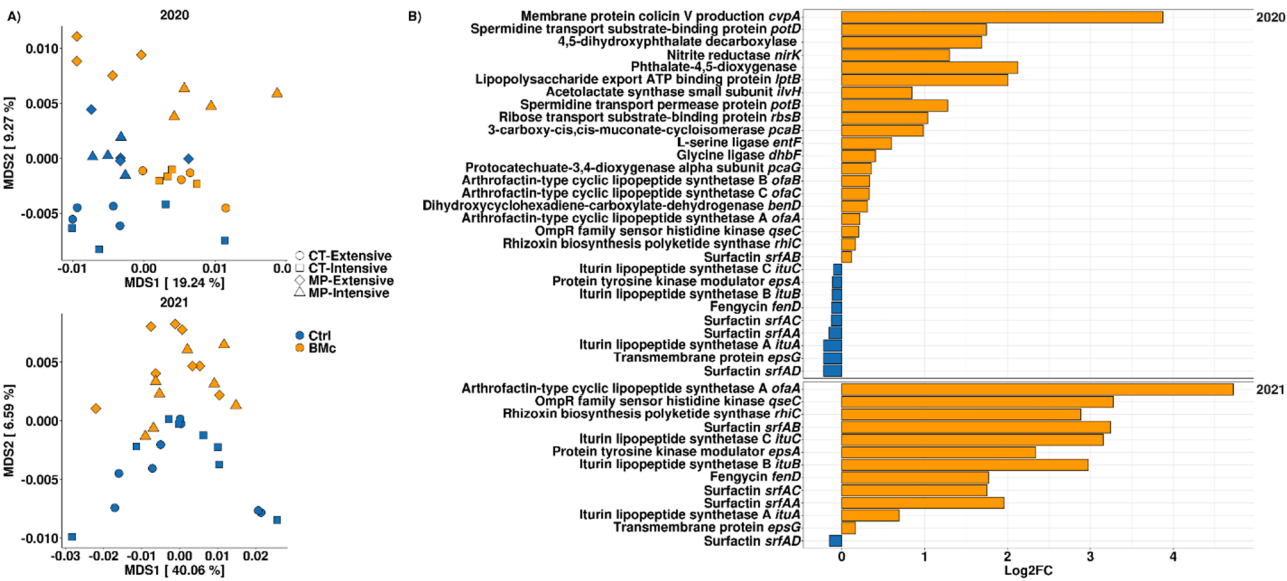 A)
2020
0.010
0.005
0.000
-0.005
MDS2 [ 9.27 %]
-0.01 0.00 0.01 0.0
MDS1 [ 19.24 %]
CT-Extensive
CT-Intensive
MP-Extensive
MP-Intensive
Ctrl
BMc
2021
0.005
0.000
-0.005
-0.010
MDS2 [ 6.59 %]
-0.03 -0.02 -0.01 0.00 0.01 0.02
MDS1 [ 40.06 %]
B)
2020
Membrane protein colicin V production cvpA
Spermidine transport substrate-binding protein potD
4,5-dihydroxyphthalate decarboxylase
Nitrite reductase nirK
Phthalate-4,5-dioxygenase
Lipopolysaccharide export ATP binding protein lptB
Acetolactate synthase small subunit ilvH
Spermidine transport permease protein potB
Ribose transport substrate-binding protein rbsB
3-carboxy-cis,cis-muconate-cycloisomerase pcaB
L-serine ligase entF
Glycine ligase dhbF
Protocatechuate-3,4-dioxygenase alpha subunit pcaG
Arthrofactin-type cyclic lipopeptide synthetase B ofaB
Arthrofactin-type cyclic lipopeptide synthetase C ofaC
Dihydroxycyclohexadiene-carboxylate-dehydrogenase benD
Arthrofactin-type cyclic lipopeptide synthetase A ofaA
OmpR family sensor histidine kinase qseC
Rhizoxin biosynthesis polyketide synthase rhiC
Surfactin srfAB
Iturin lipopeptide synthetase C ituC
Protein tyrosine kinase modulator epsA
Iturin lipopeptide synthetase B ituB
Fengycin fenD
Surfactin srfAC
Surfactin srfAA
Iturin lipopeptide synthetase A ituA
Transmembrane protein epsG
Surfactin srfAD
2021
Arthrofactin-type cyclic lipopeptide synthetase A ofaA
OmpR family sensor histidine kinase qseC
Rhizoxin biosynthesis polyketide synthase rhiC
Surfactin srfAB
Iturin lipopeptide synthetase C ituC
Protein tyrosine kinase modulator epsA
Iturin lipopeptide synthetase B ituB
Fengycin fenD
Surfactin srfAC
Surfactin srfAA
Iturin lipopeptide synthetase A ituA
Transmembrane protein epsG
Surfactin srfAD
0 1 2 3 4
Log2FC